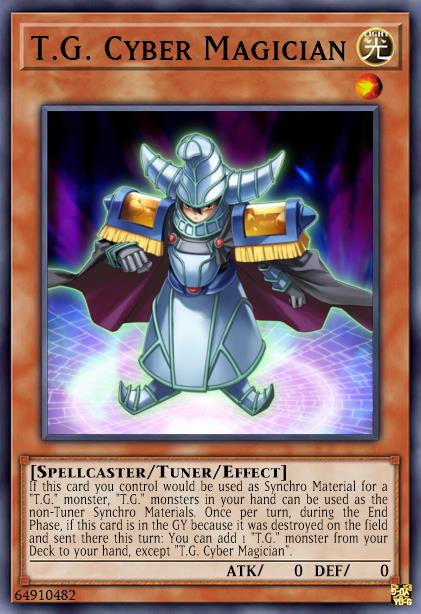 T.G. Cyber Magician
LIGHT
光
[Spellcaster/Tuner/Effect]
If this card you control would be used as Synchro Material for a
"T.G." monster, "T.G." monsters in your hand can be used as the
non-Tuner Synchro Materials. Once per turn, during the End
Phase, if this card is in the GY because it was destroyed on the field
and sent there this turn: You can add 1 "T.G." monster from your
Deck to your hand, except "T.G. Cyber Magician".
ATK/ 0 DEF/ 0
64910482